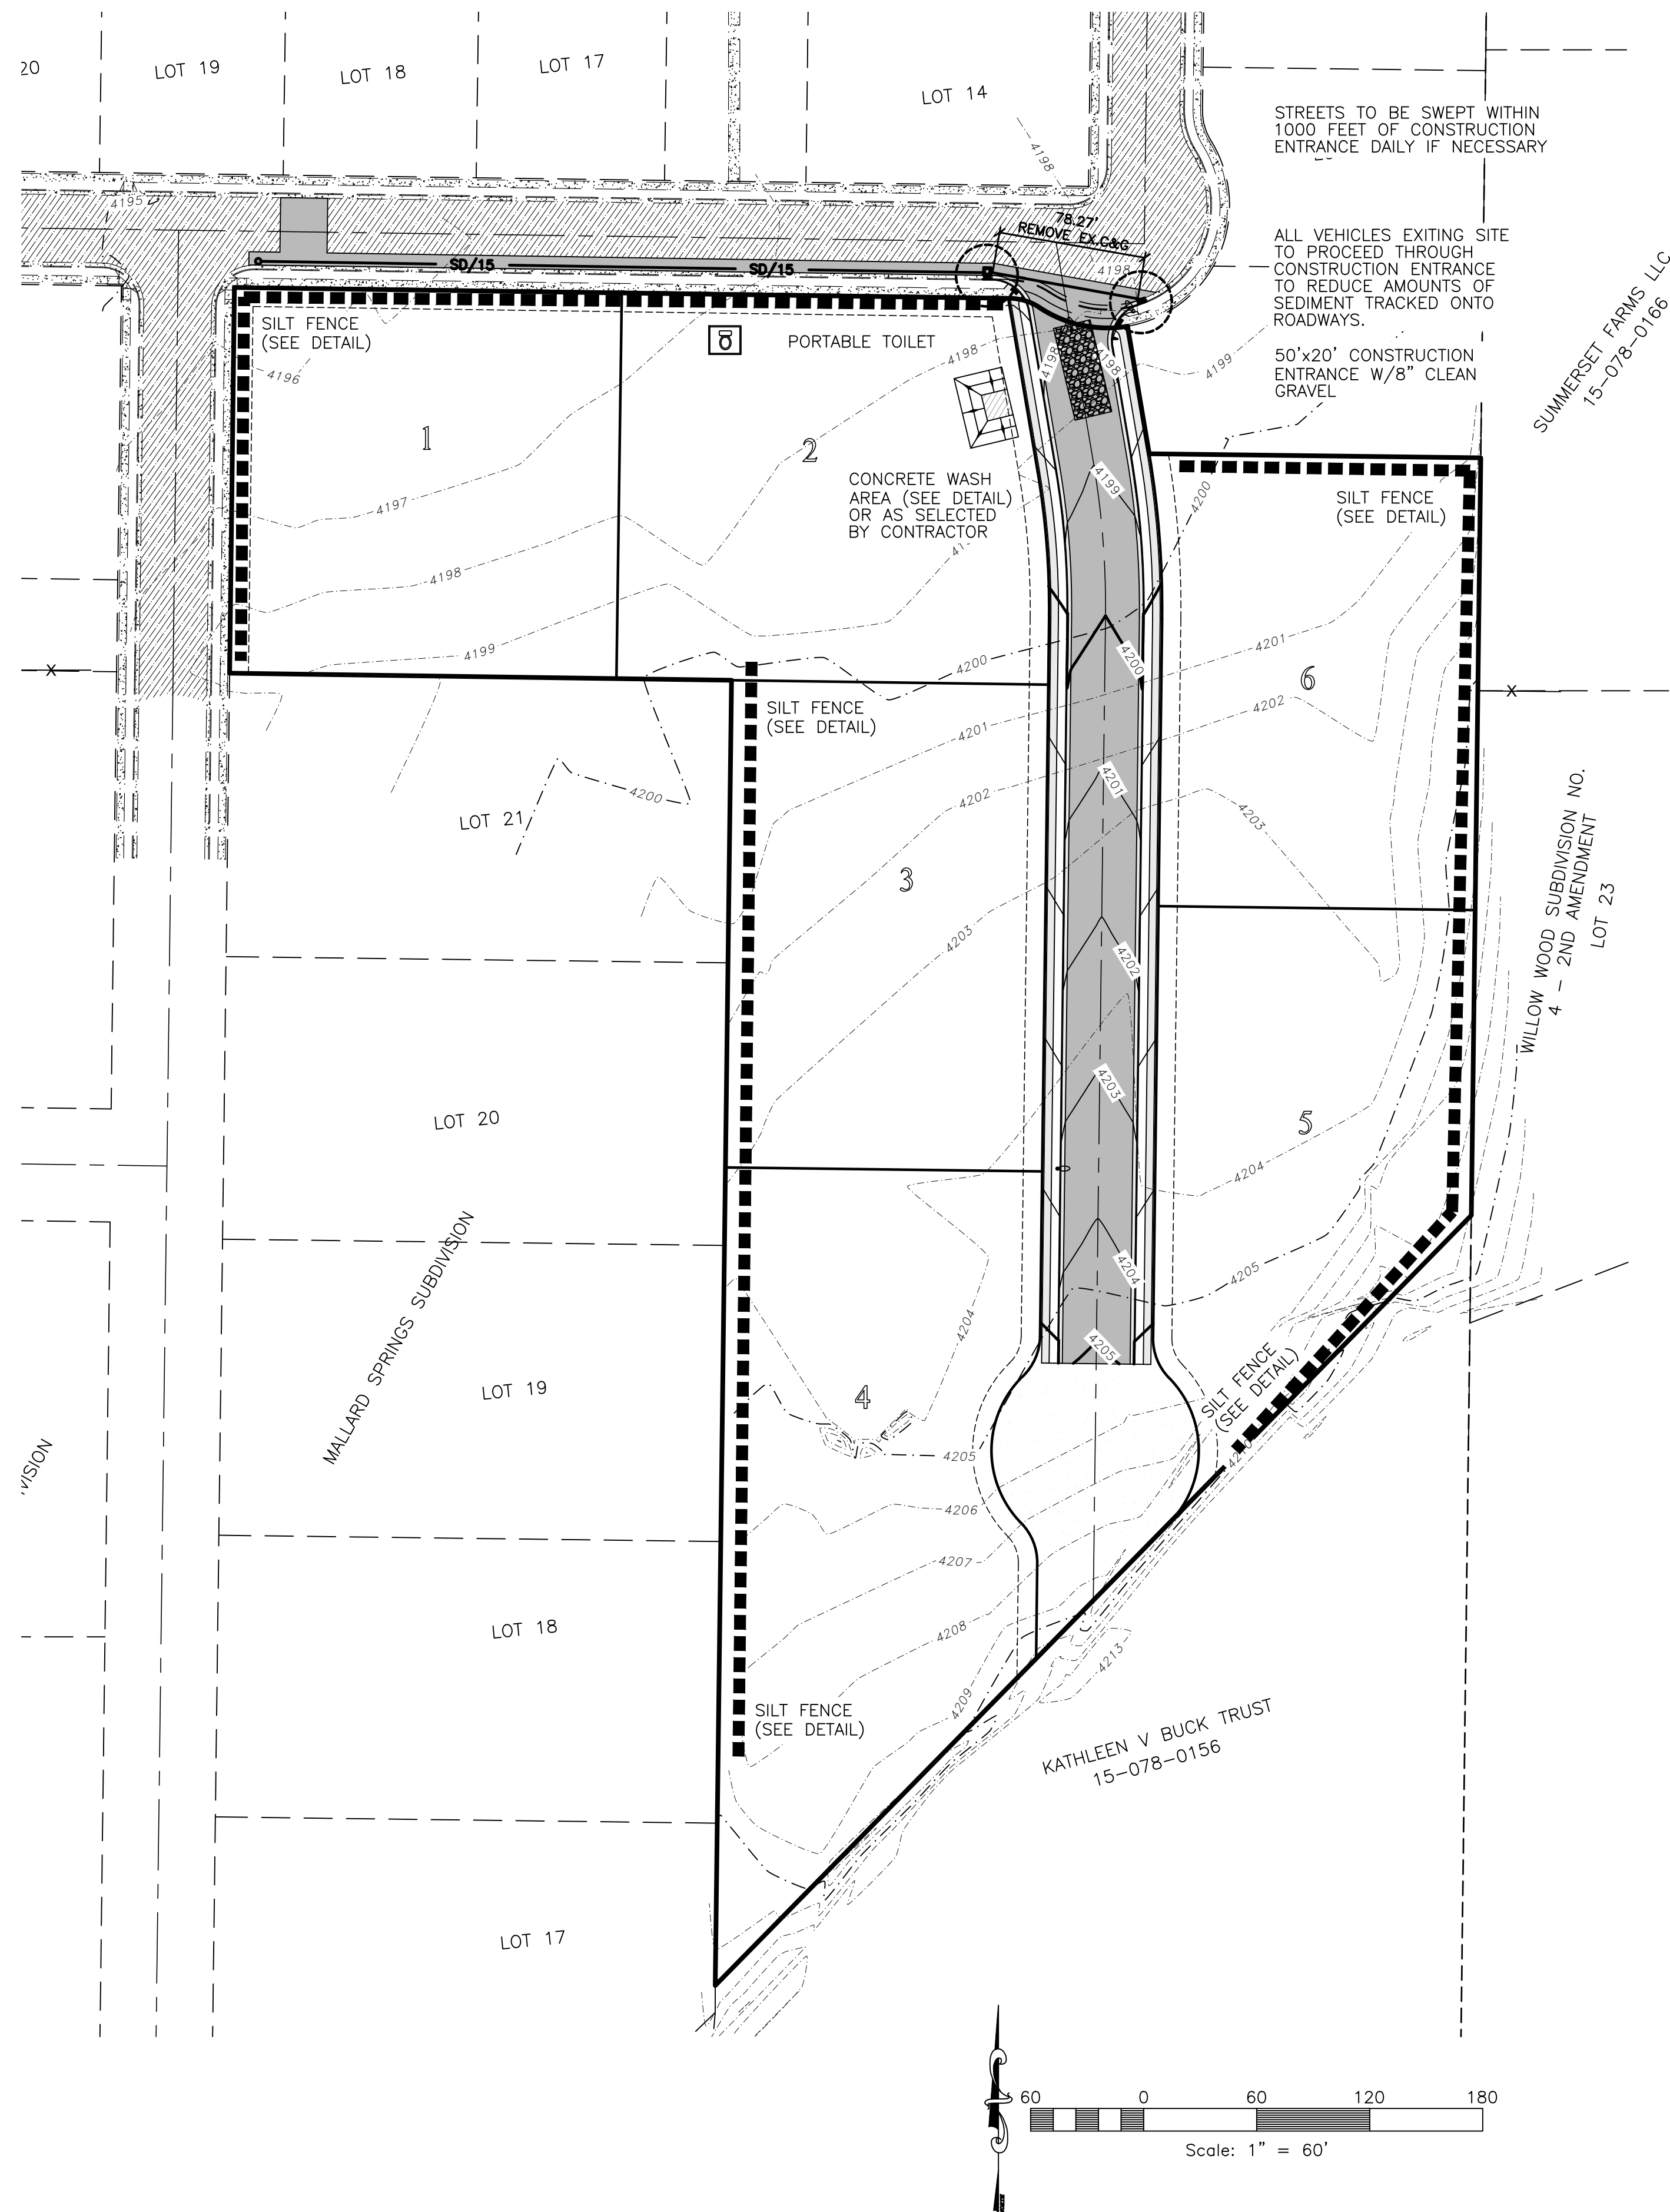 20
LOT 19
LOT 18
LOT 17
LOT 14
4198
STREETS TO BE SWEPT WITHIN
1000 FEET OF CONSTRUCTION
ENTRANCE DAILY IF NECESSARY
4195
78.27'
REMOVE EX.C&G
SD/15
SD/15
4198
ALL VEHICLES EXITING SITE
TO PROCEED THROUGH
CONSTRUCTION ENTRANCE
TO REDUCE AMOUNTS OF
SEDIMENT TRACKED ONTO
ROADWAYS.
50'x20' CONSTRUCTION
ENTRANCE W/8" CLEAN
GRAVEL
SUMMERSET FARMS LLC
15-078-0166
SILT FENCE
(SEE DETAIL)
PORTABLE TOILET
4196
4198
4198
4198
4199
1
2
CONCRETE WASH
AREA (SEE DETAIL)
OR AS SELECTED
BY CONTRACTOR
4197
4199
4200
SILT FENCE
(SEE DETAIL)
4198
4199
4200
4200
4201
6
X
X
4202
SILT FENCE
(SEE DETAIL)
4201
4202
4201
4203
4200
LOT 21
3
4203
4202
WILLOW WOOD SUBDIVISION NO.
4 - 2ND AMENDMENT
LOT 23
4203
LOT 20
5
4204
MALLARD SPRINGS SUBDIVISION
4204
4205
4204
4205
SILT FENCE
(SEE DETAIL)
LOT 19
4
4205
VISION
4206
4207
4208
LOT 18
4209
4213
SILT FENCE
(SEE DETAIL)
KATHLEEN V BUCK TRUST
15-078-0156
LOT 17
60 0 60 120 180
Scale: 1" = 60'